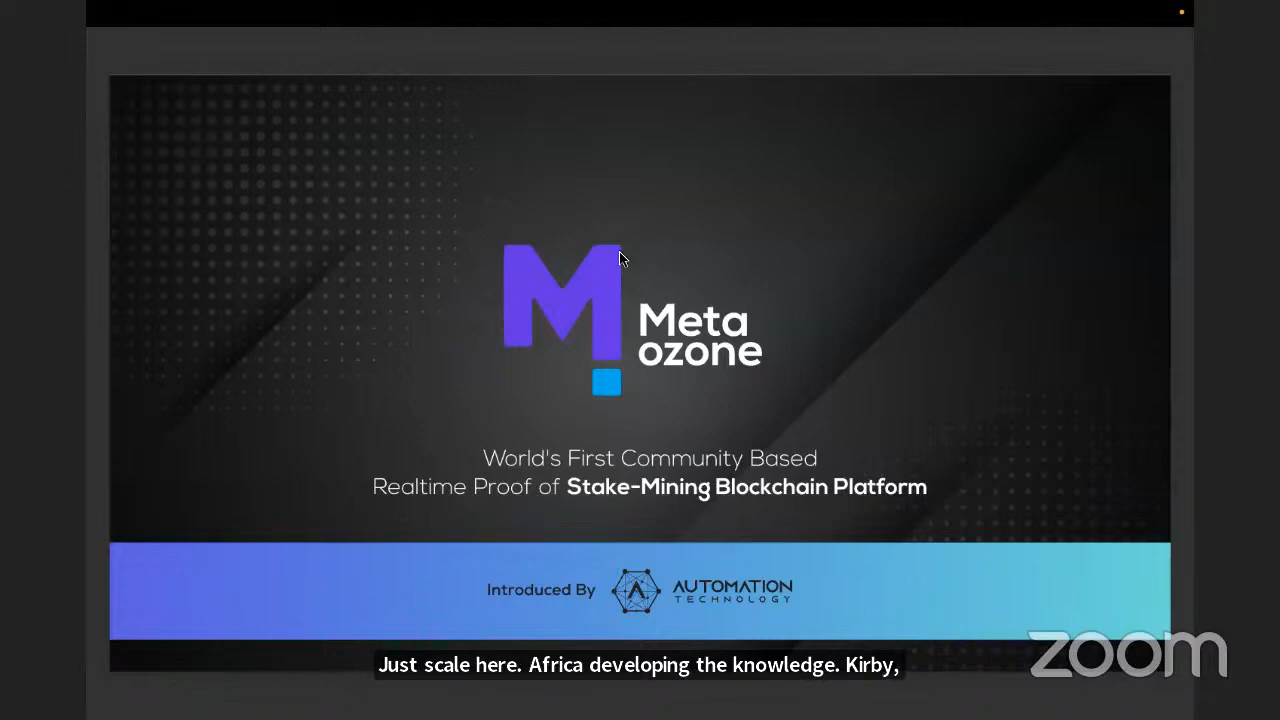 Meta
ozone
World's First Community Based
Realtime Proof of Stake-Mining Blockchain Platform
Introduced By AUTOMATION
TECHNOLOGY
zoom
Just scale here. Africa developing the knowledge. Kirby,